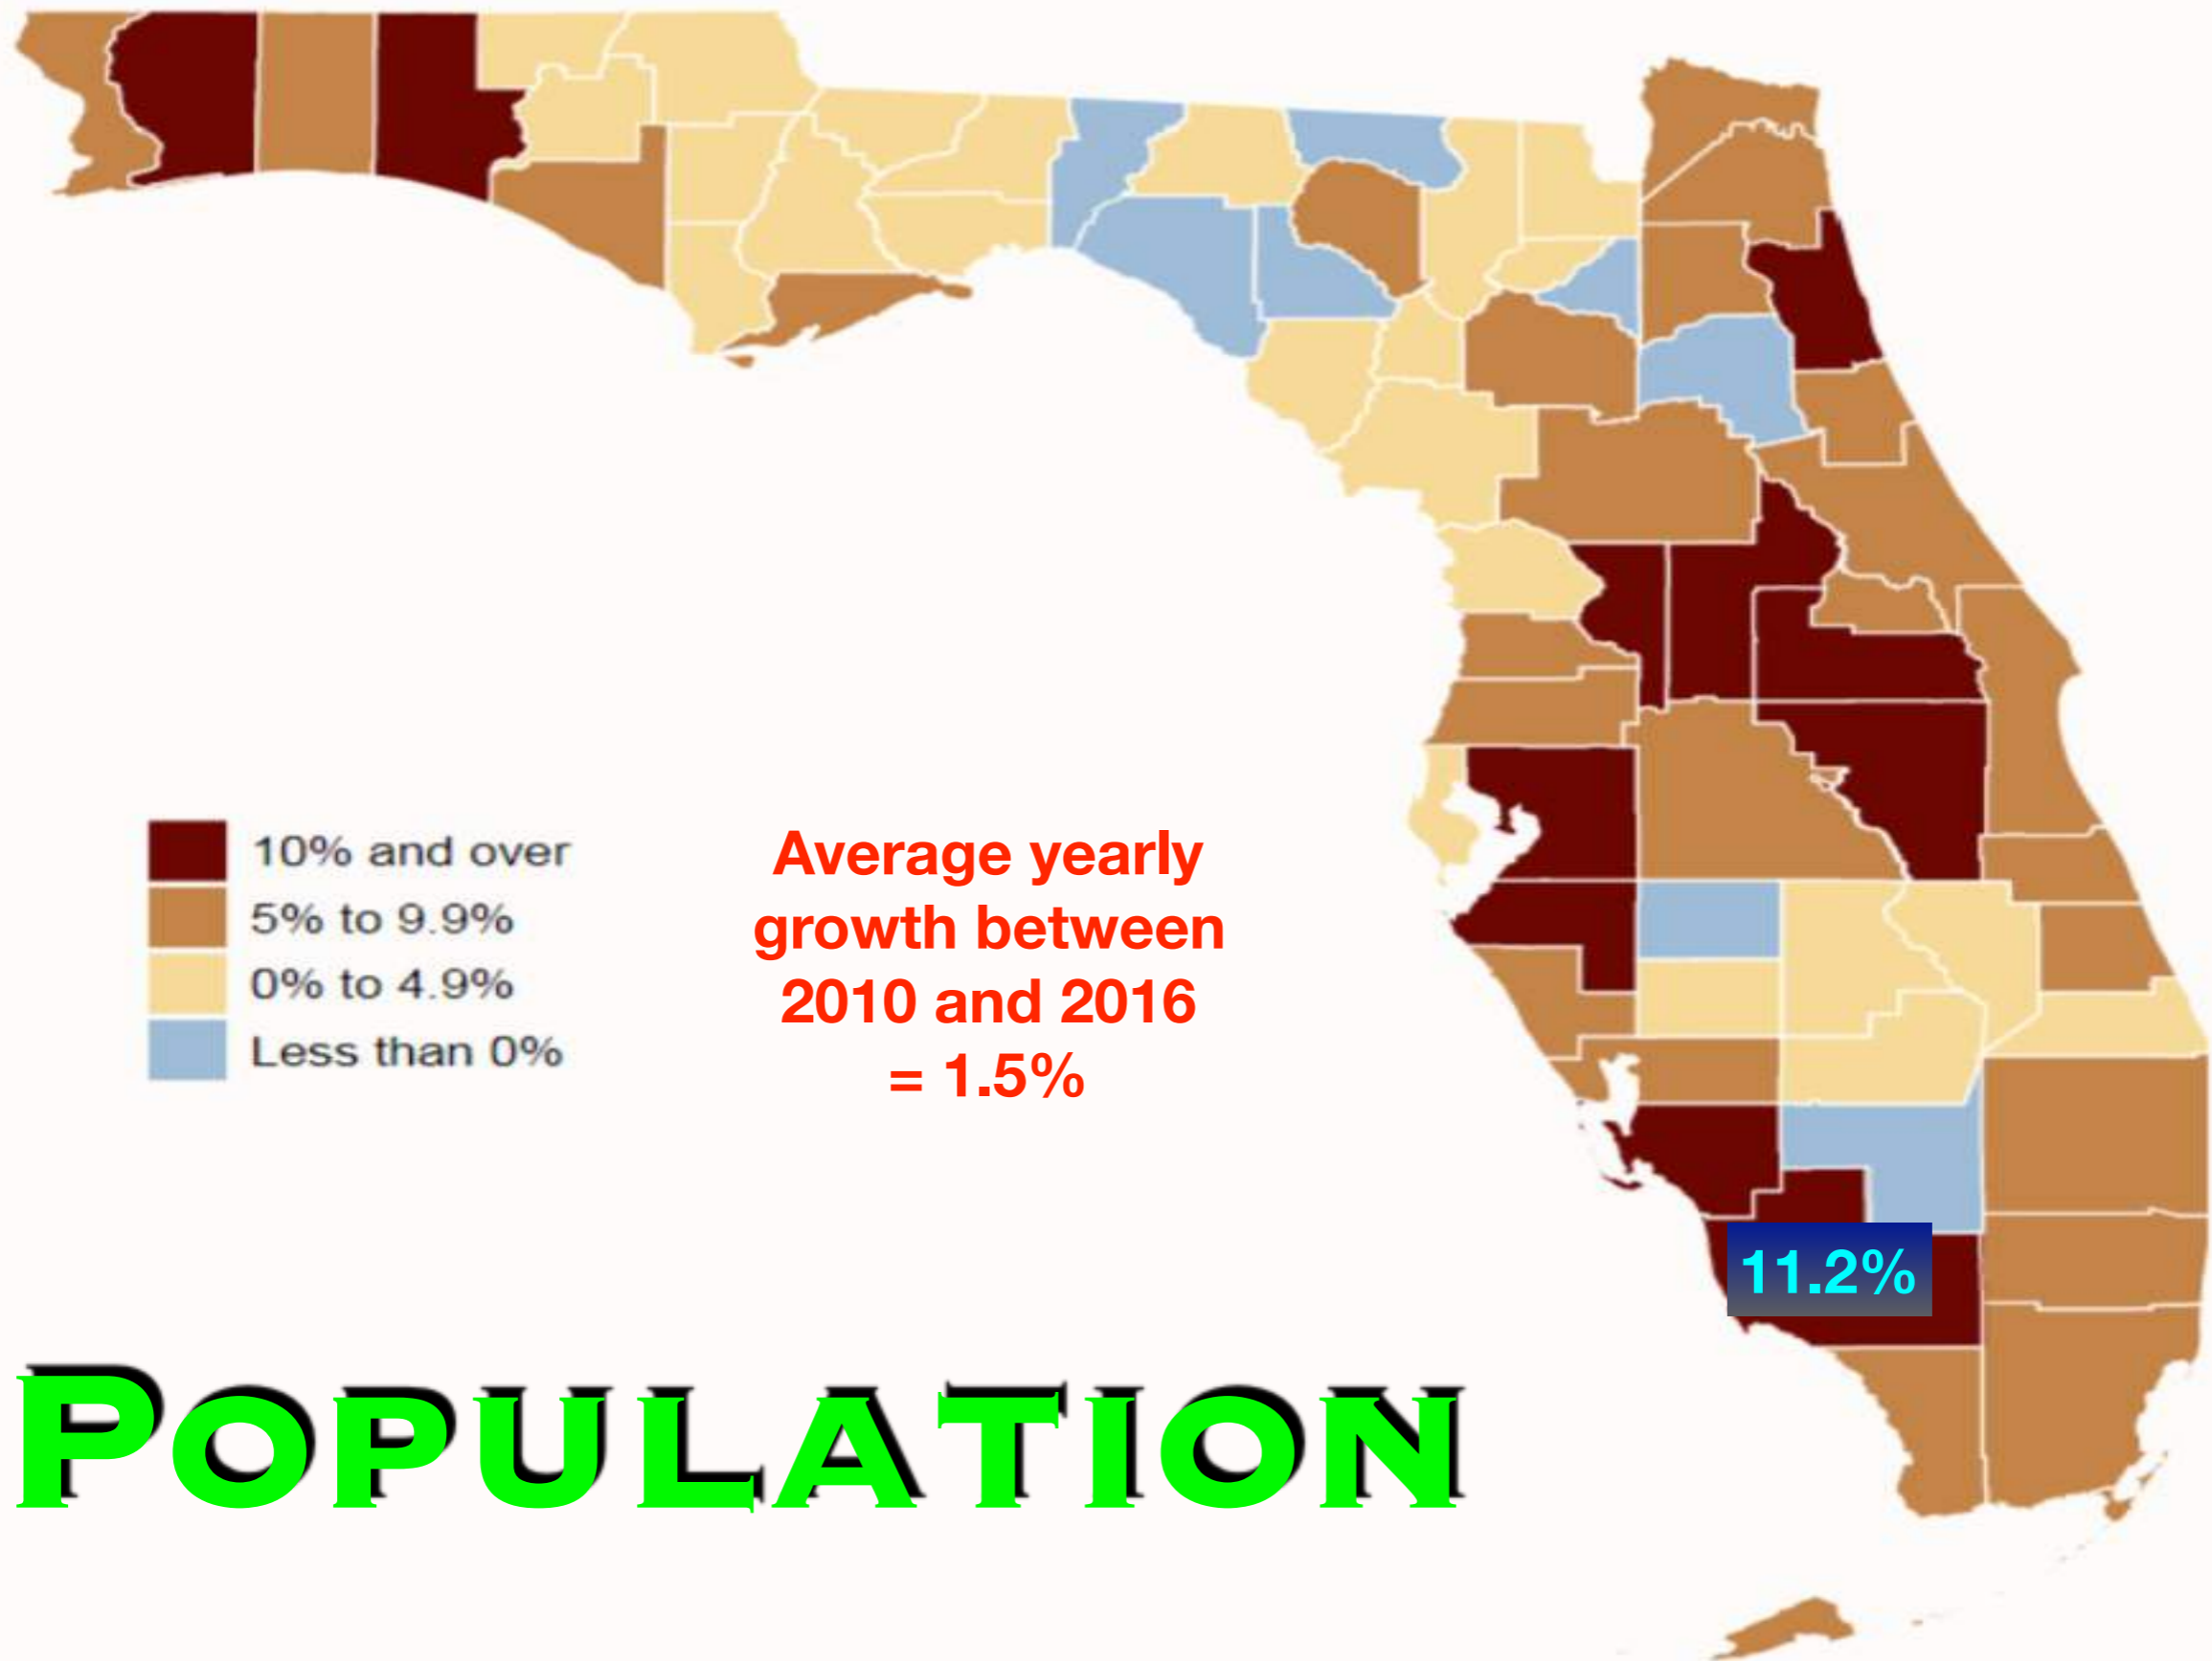 10% and over
5% to 9.9%
0% to 4.9%
Less than 0%
Average yearly
growth between
2010 and 2016
= 1.5%
11.2%
POPULATION